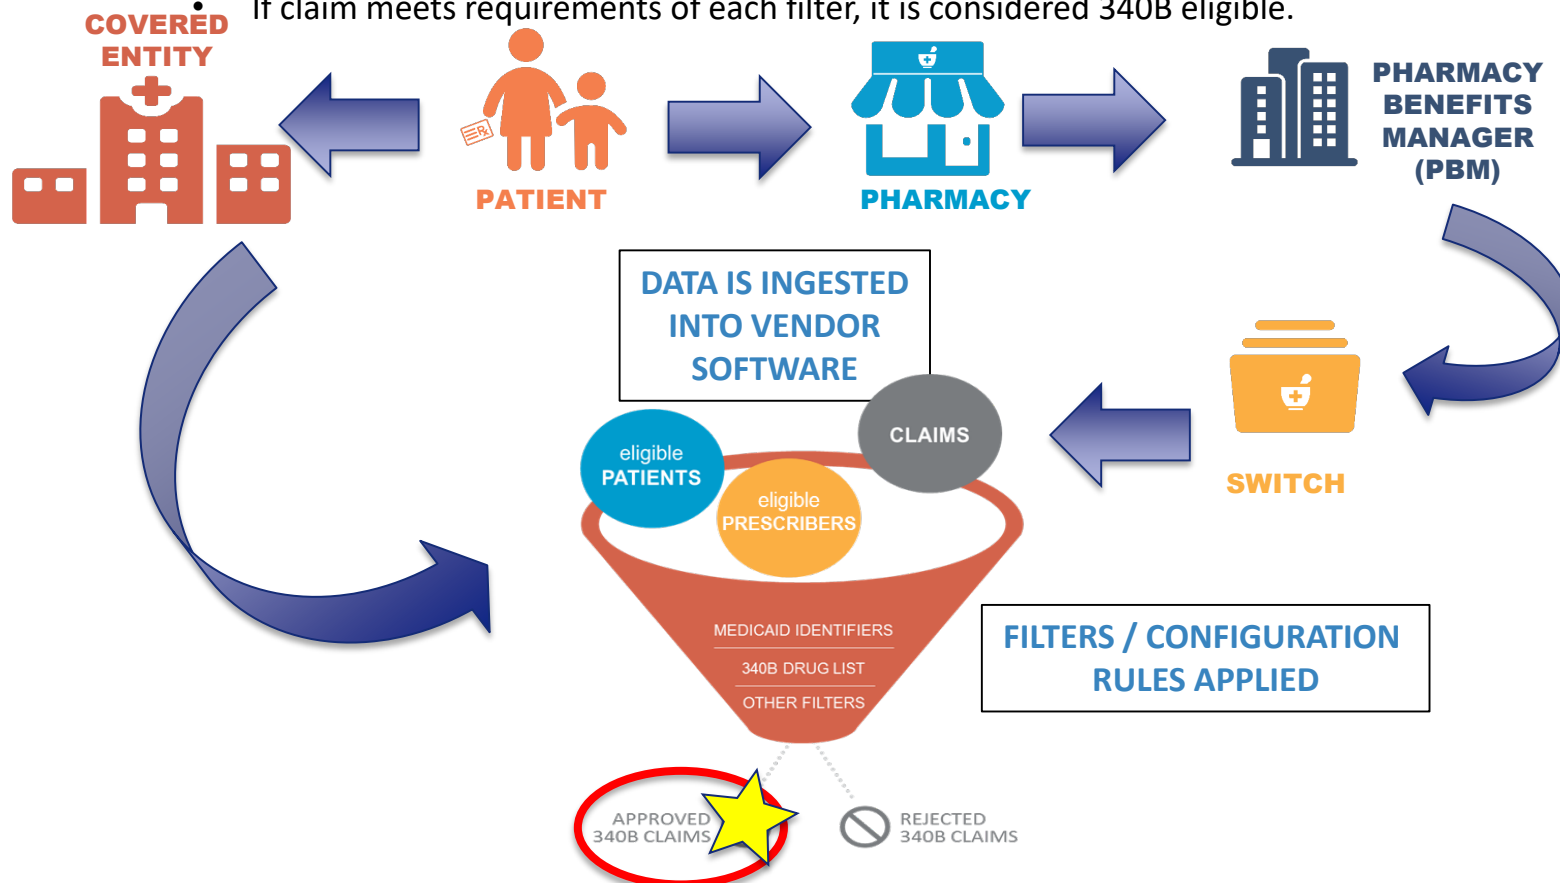 • If claim meets requirements of each filter, it is considered 340B eligible.
COVERED
ENTITY
PATIENT
PHARMACY
PHARMACY
BENEFITS
MANAGER
(PBM)
Rx
DATA IS INGESTED
INTO VENDOR
SOFTWARE
CLAIMS
eligible
PATIENTS
eligible
PRESCRIBERS
SWITCH
MEDICAID IDENTIFIERS
340B DRUG LIST
OTHER FILTERS
FILTERS / CONFIGURATION
RULES APPLIED
APPROVED
340B CLAIMS
REJECTED
340B CLAIMS